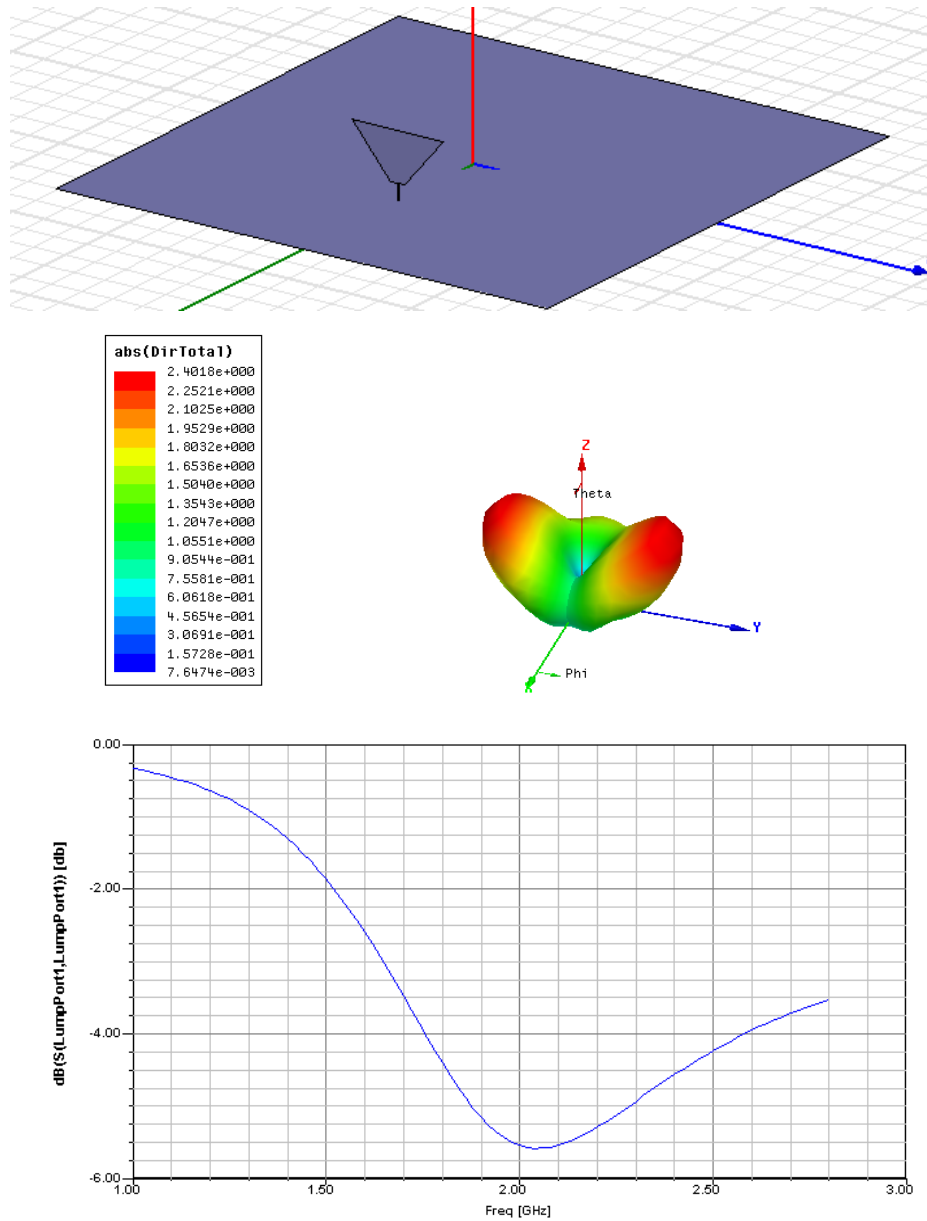 abs(DirTotal)
2.4018e+000
2.2521e+000
2.1025e+000
1.9529e+000
1.8032e+000
1.6536e+000
1.5040e+000
1.3543e+000
1.2047e+000
1.0551e+000
9.0544e-001
7.5581e-001
6.0618e-001
4.5654e-001
3.0691e-001
1.5728e-001
7.6474e-003
Z
Theta
Y
Phi
X
0.00
-2.00
-4.00
-6.00
dB(S(LumpPort1,LumpPort1)) [db]
1.00
1.50
2.00
2.50
3.00
Freq [GHz]